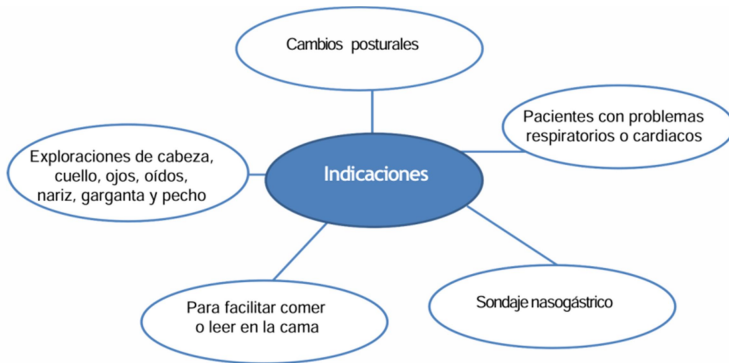 Cambios posturales
Pacientes con problemas
respiratorios o cardiacos
Exploraciones de cabeza,
cuello, ojos, oídos,
nariz, garganta y pecho
Indicaciones
Para facilitar comer
o leer en la cama
Sondaje nasogástrico